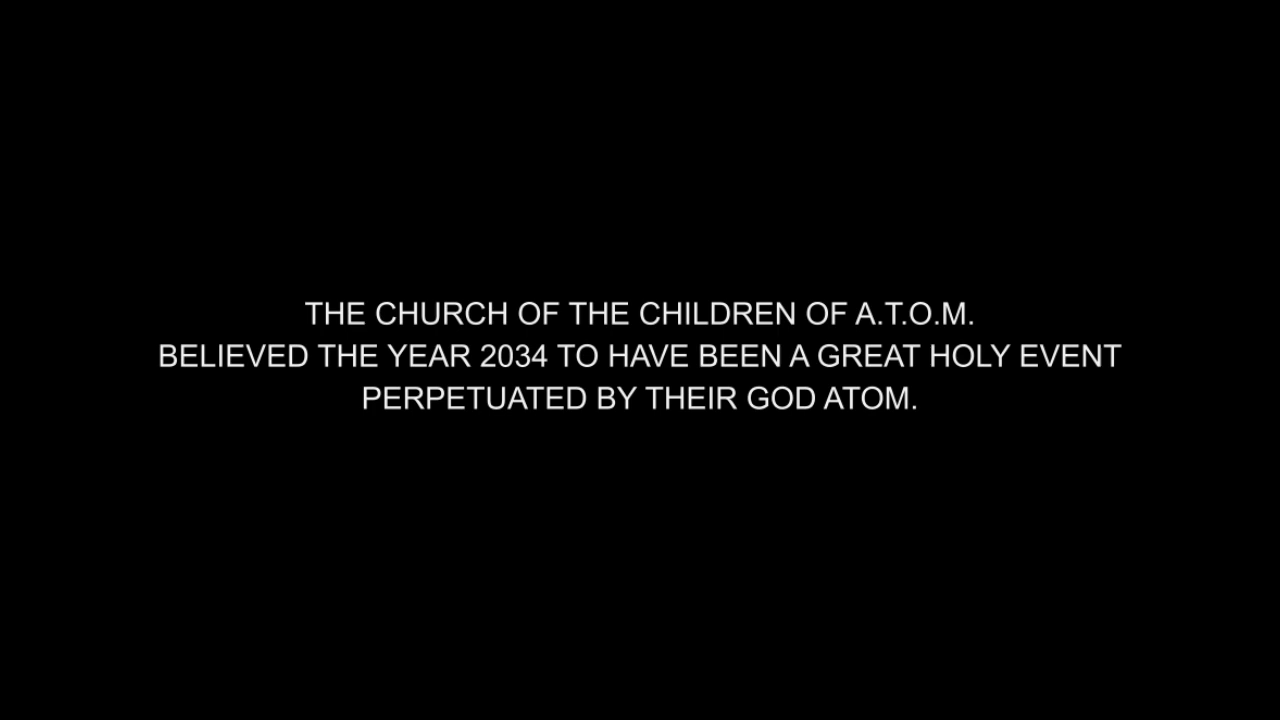 THE CHURCH OF THE CHILDREN OF A.T.O.M.
BELIEVED THE YEAR 2034 TO HAVE BEEN A GREAT HOLY EVENT
PERPETUATED BY THEIR GOD ATOM.